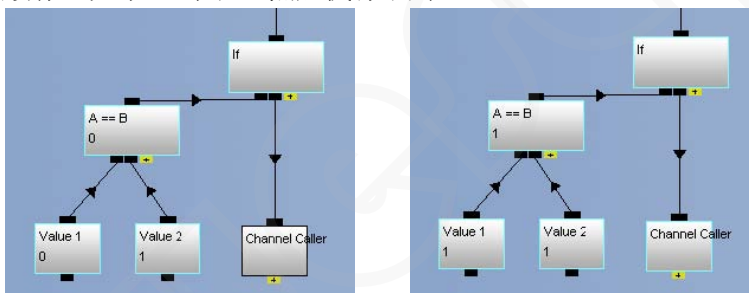 If
A == B
0
Value 1
0
Value 2
1
Channel Caller
If
A == B
1
Value 1
1
Value 2
1
Channel Caller